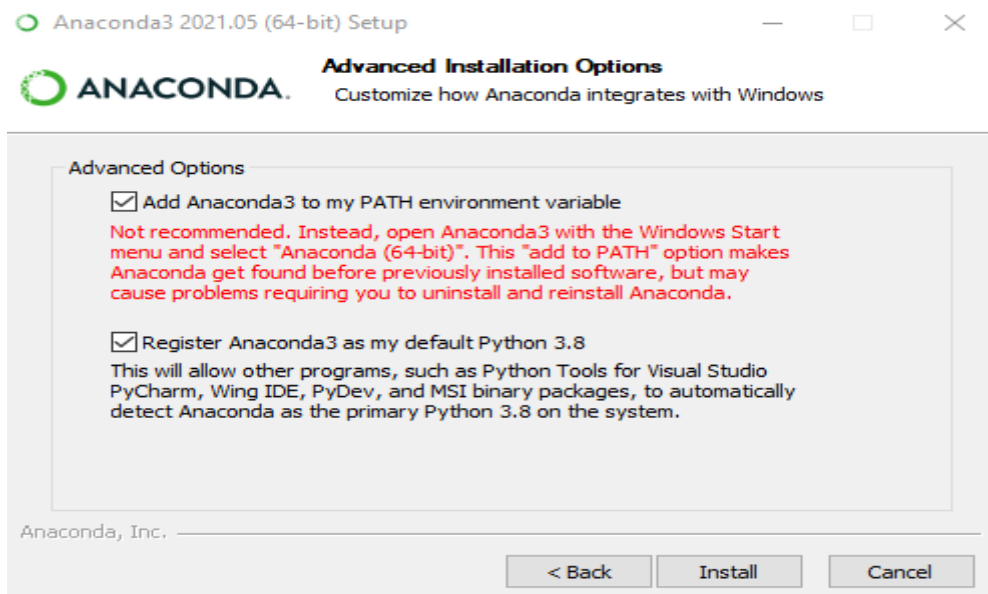 Anaconda3 2021.05 (64-bit) Setup
Advanced Installation Options
ANACONDA.
Customize how Anaconda integrates with Windows
Advanced Options
Add Anaconda3 to my PATH environment variable
Not recommended. Instead, open Anaconda3 with the Windows Start
menu and select "Anaconda (64-bit)". This "add to PATH" option makes
Anaconda get found before previously installed software, but may
cause problems requiring you to uninstall and reinstall Anaconda.
Register Anaconda3 as my default Python 3.8
This will allow other programs, such as Python Tools for Visual Studio
PyCharm, Wing IDE, PyDev, and MSI binary packages, to automatically
detect Anaconda as the primary Python 3.8 on the system.
Anaconda, Inc.
< Back Install Cancel